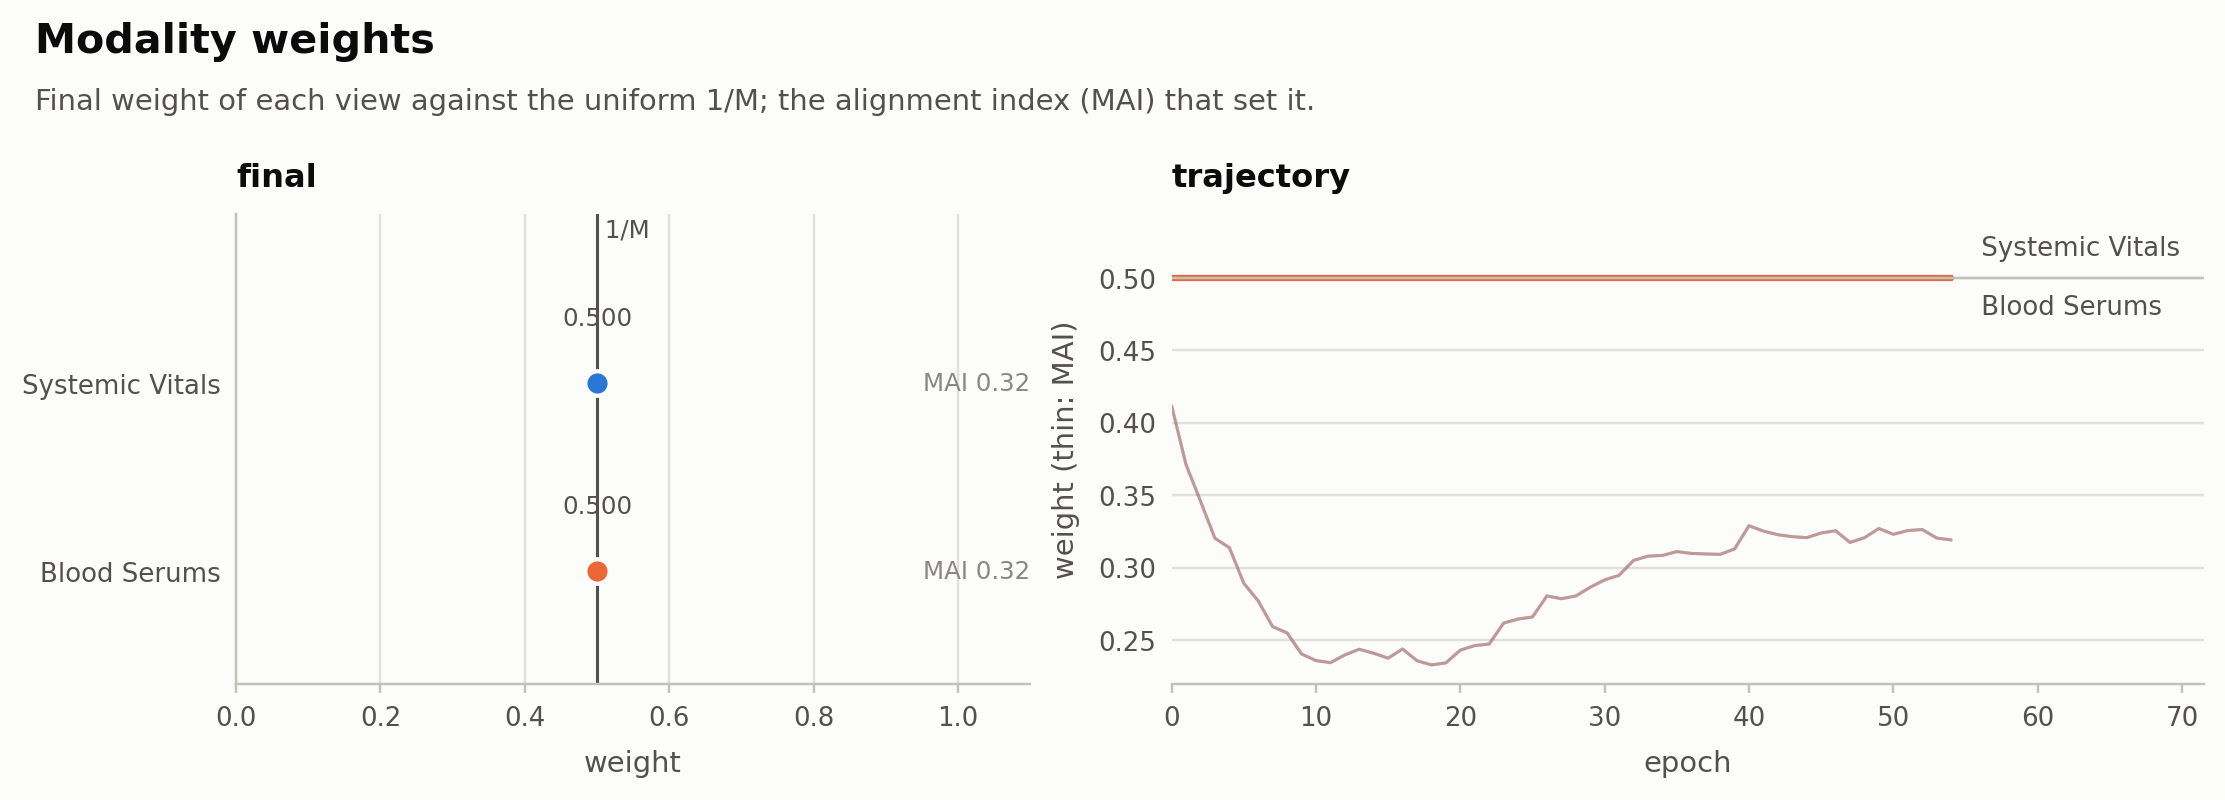 Modality weights
Final weight of each view against the uniform 1/M; the alignment index (MAI) that set it.
final
1/M
0.500
Systemic Vitals
MAI 0.32
0.500
Blood Serums
MAI 0.32
0.0 0.2 0.4 0.6 0.8 1.0
weight
trajectory
weight (thin: MAI)
Systemic Vitals
0.50
Blood Serums
0.45
0.40
0.35
0.30
0.25
0 10 20 30 40 50 60 70
epoch